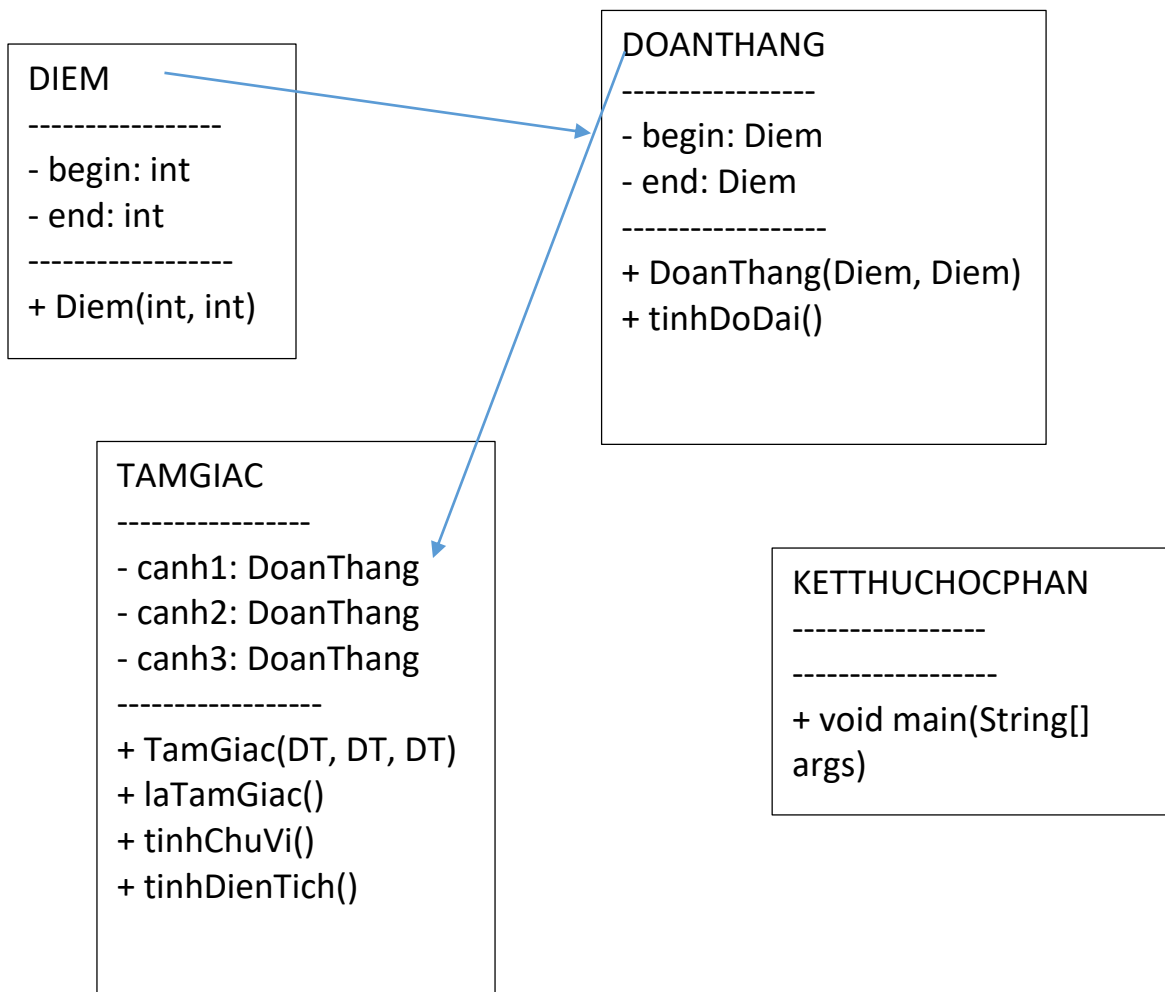 DIEM
-----------------
- begin: int
- end: int
------------------
+ Diem(int, int)
DOANTHANG
-----------------
- begin: Diem
- end: Diem
------------------
+ DoanThang(Diem, Diem)
+ tinhDoDai()
TAMGIAC
-----------------
- canh1: DoanThang
- canh2: DoanThang
- canh3: DoanThang
------------------
+ TamGiac(DT, DT, DT)
+ laTamGiac()
+ tinhChuVi()
+ tinhDienTich()
KETTHUCHOCPHAN
-----------------
------------------
+ void main(String[]
args)